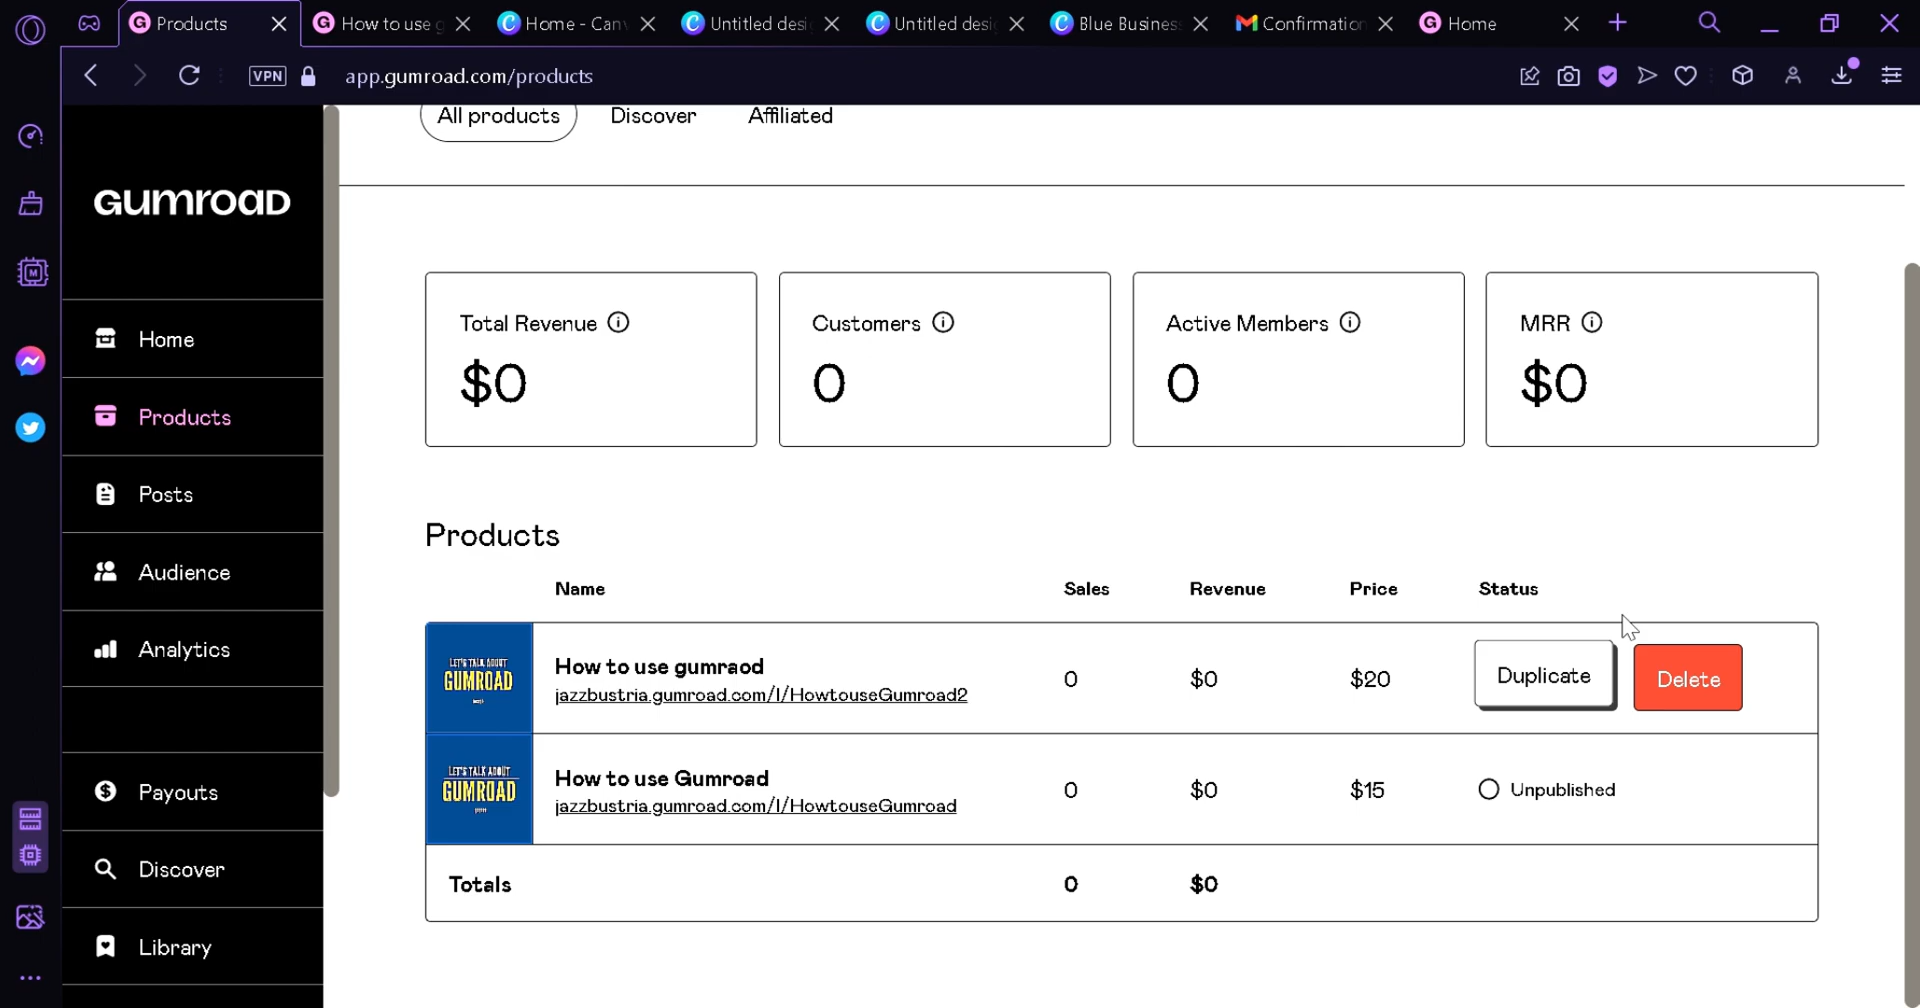 Products
How to use g
Home - Can
Untitled desi
Untitled desi
Blue Business
Confirmation
Home
VPN
app.gumroad.com/products
All products
Discover
Affiliated
GUMROAD
Home
Products
Posts
Audience
Analytics
Payouts
Discover
Library
Total Revenue
$0
Customers
0
Active Members
0
MRR
$0
Products
Name Sales Revenue Price Status
LET'S TALK ABOUT
GUMROAD
How to use gumraod
jazzbustria.gumroad.com/l/HowtouseGumroad2
0 $0 $20 Duplicate Delete
LET'S TALK ABOUT
GUMROAD
How to use Gumroad
jazzbustria.gumroad.com/l/HowtouseGumroad
0 $0 $15 Unpublished
Totals 0 $0